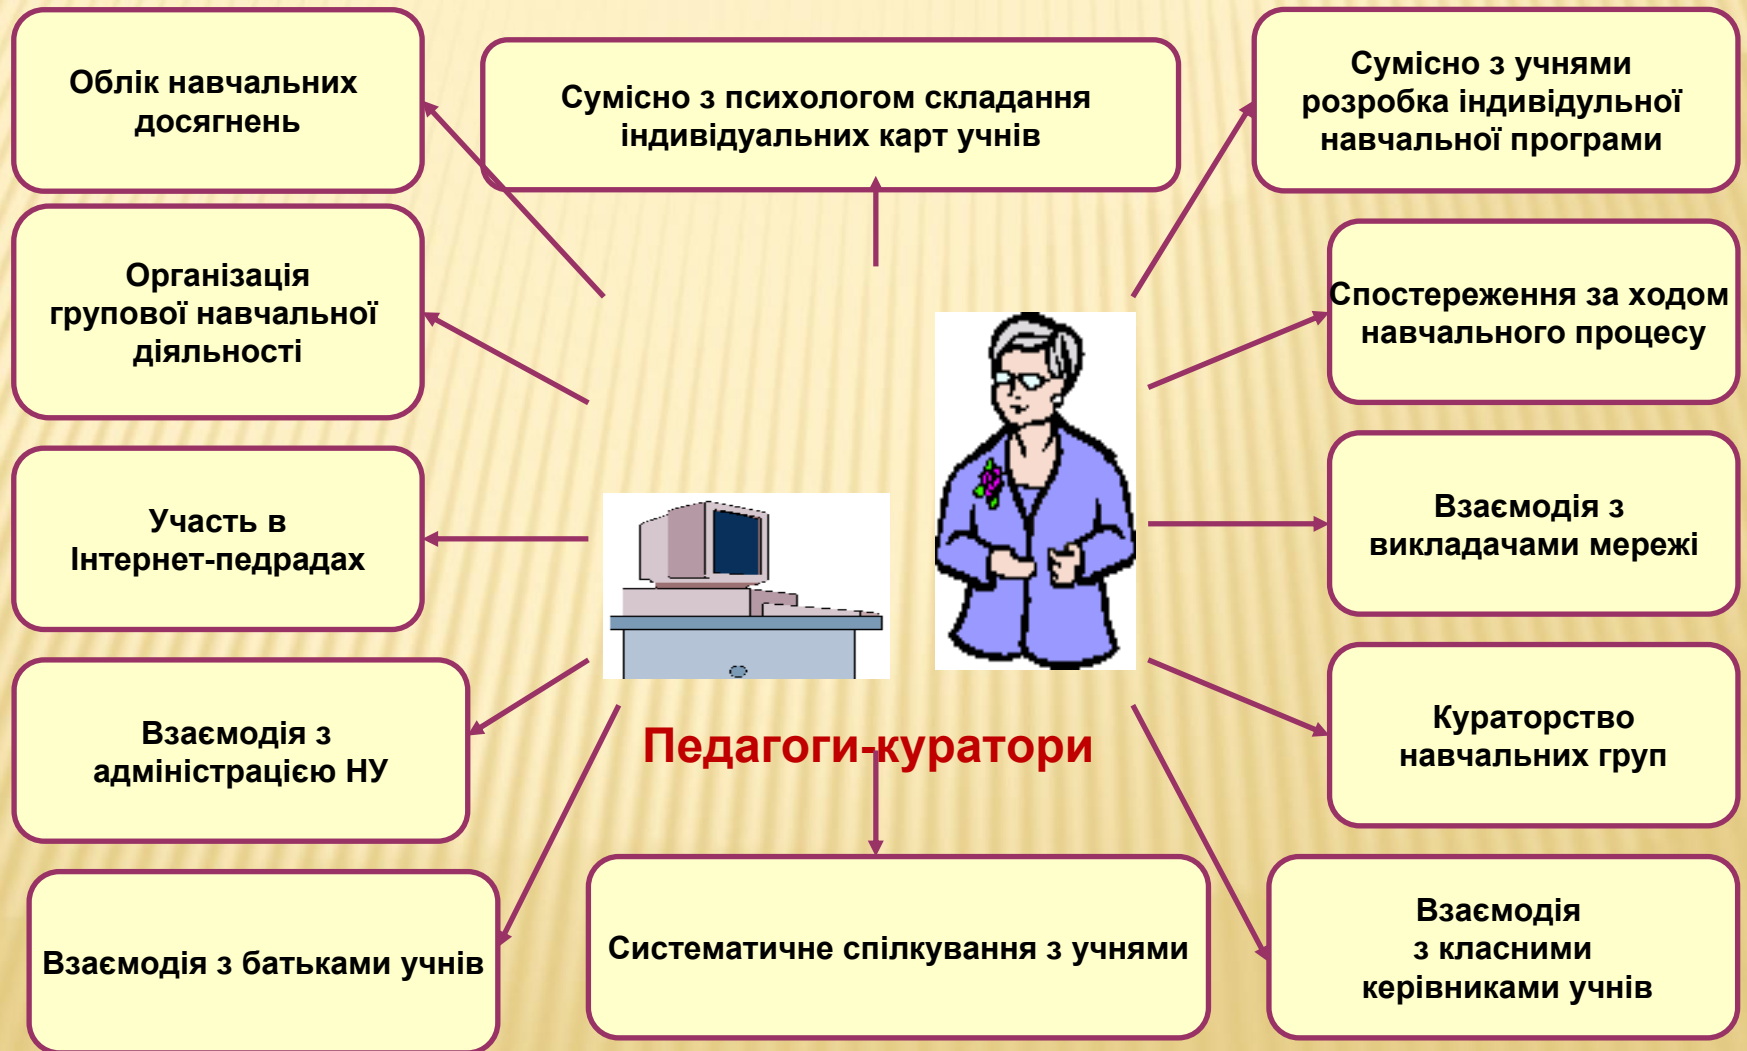 Облік навчальних
досягнень
Сумісно з психологом складання
індивідуальних карт учнів
Сумісно з учнями
розробка індивідульної
навчальної програми
Організація
групової навчальної
діяльності
Спостереження за ходом
навчального процесу
Участь в
Інтернет-педрадах
Взаємодія з
викладачами мережі
Взаємодія з
адміністрацією НУ
Педагоги-куратори
Кураторство
навчальних груп
Взаємодія з батьками учнів
Систематичне спілкування з учнями
Взаємодія
з класними
керівниками учнів